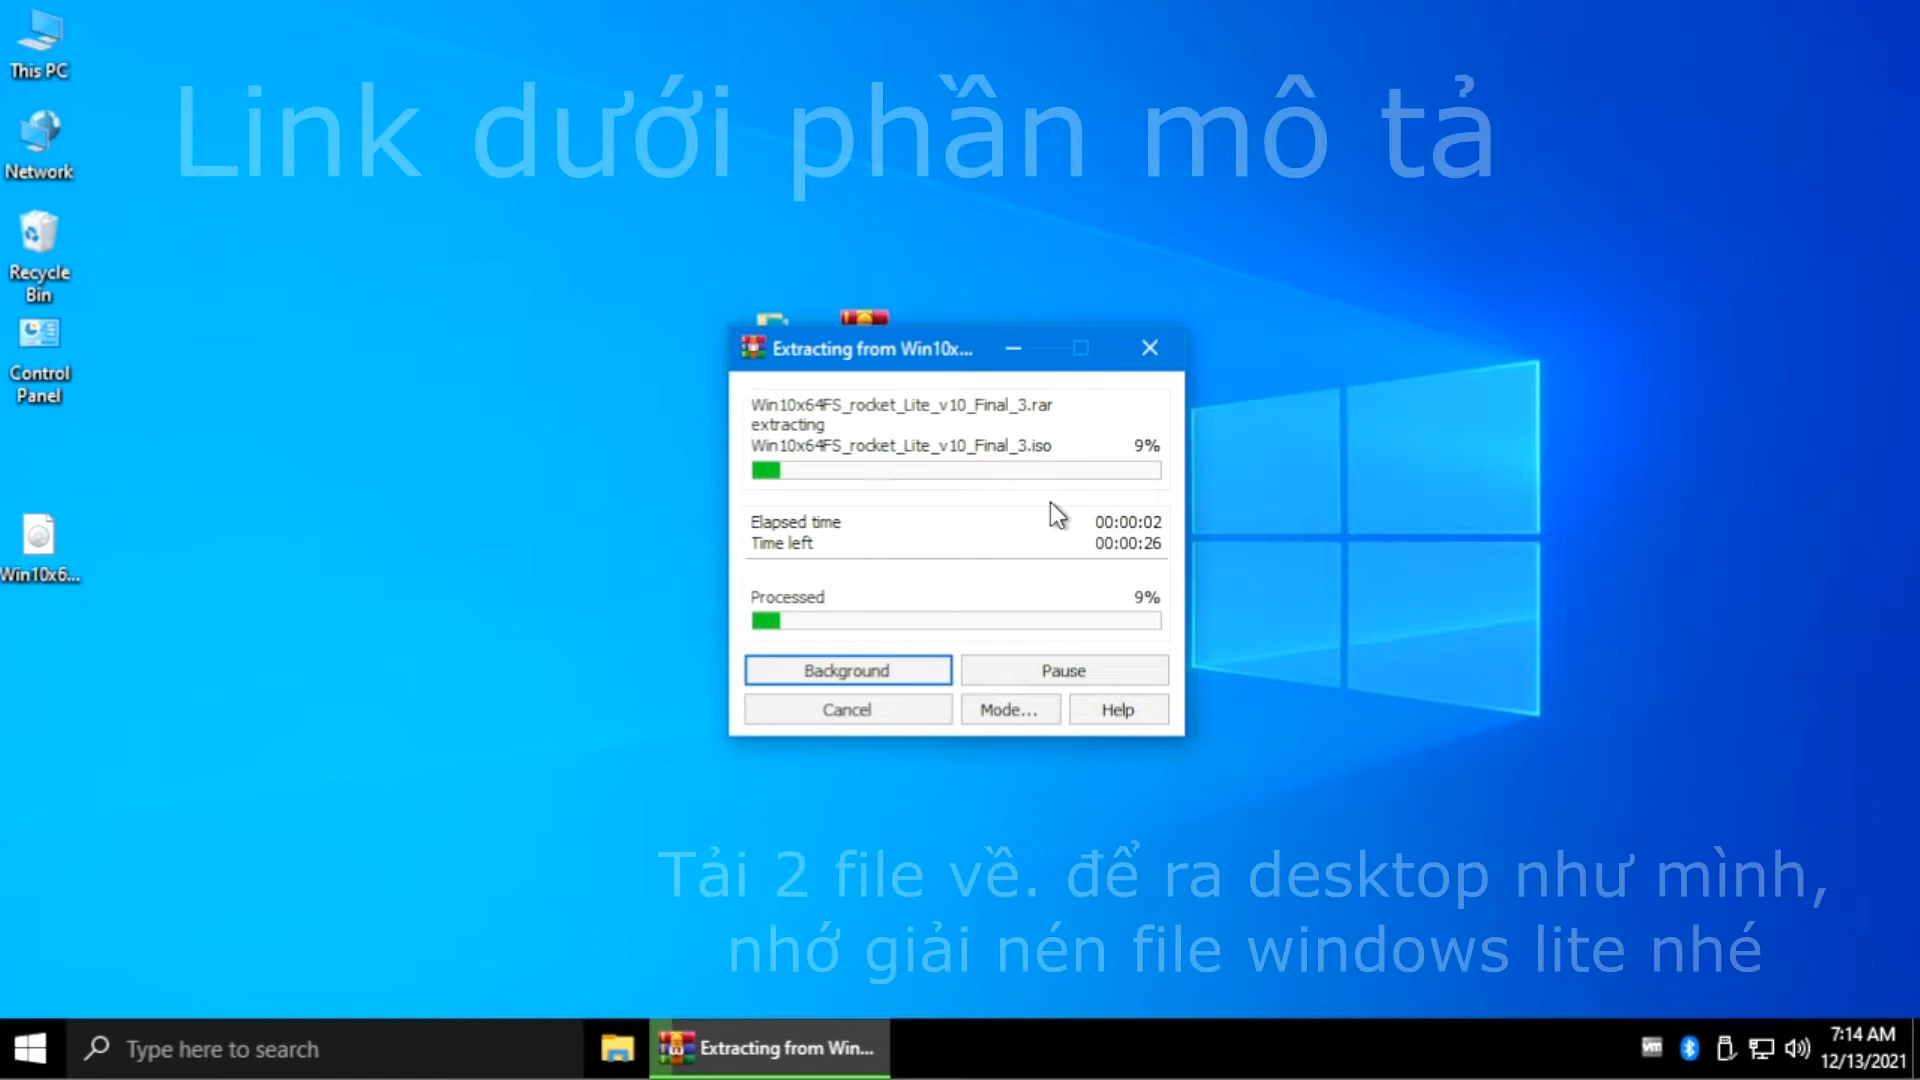 This PC
Link dưới phần mô tả
Network
Recycle
Bin
Control
Panel
Win10x6...
Extracting from Win10x...
Win10x64FS_rocket_Lite_v10_Final_3.rar
extracting
Win10x64FS_rocket_Lite_v10_Final_3.iso 9%
Elapsed time 00:00:02
Time left 00:00:26
Processed 9%
Background Pause
Cancel Mode... Help
Tải 2 file về. để ra desktop như mình,
nhớ giải nén file windows lite nhé
Type here to search
Extracting from Win...
vm
7:14 AM
12/13/2021